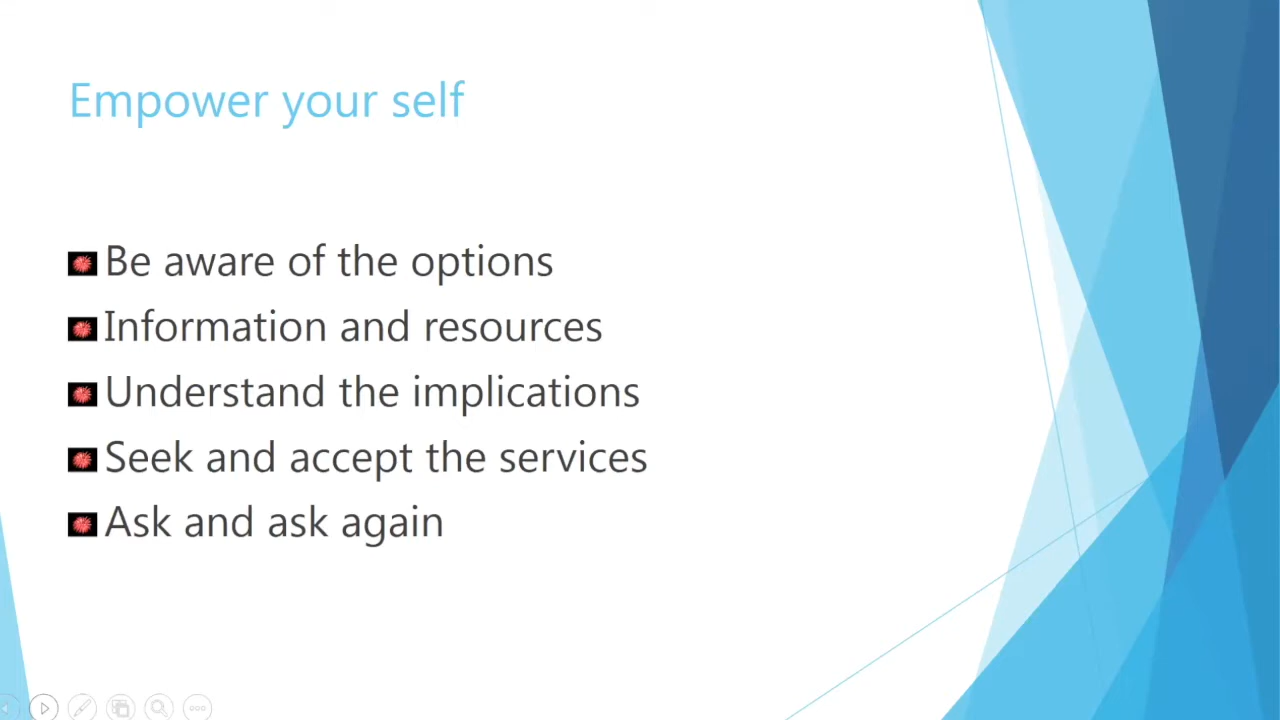 Empower your self
Be aware of the options
Information and resources
Understand the implications
Seek and accept the services
Ask and ask again